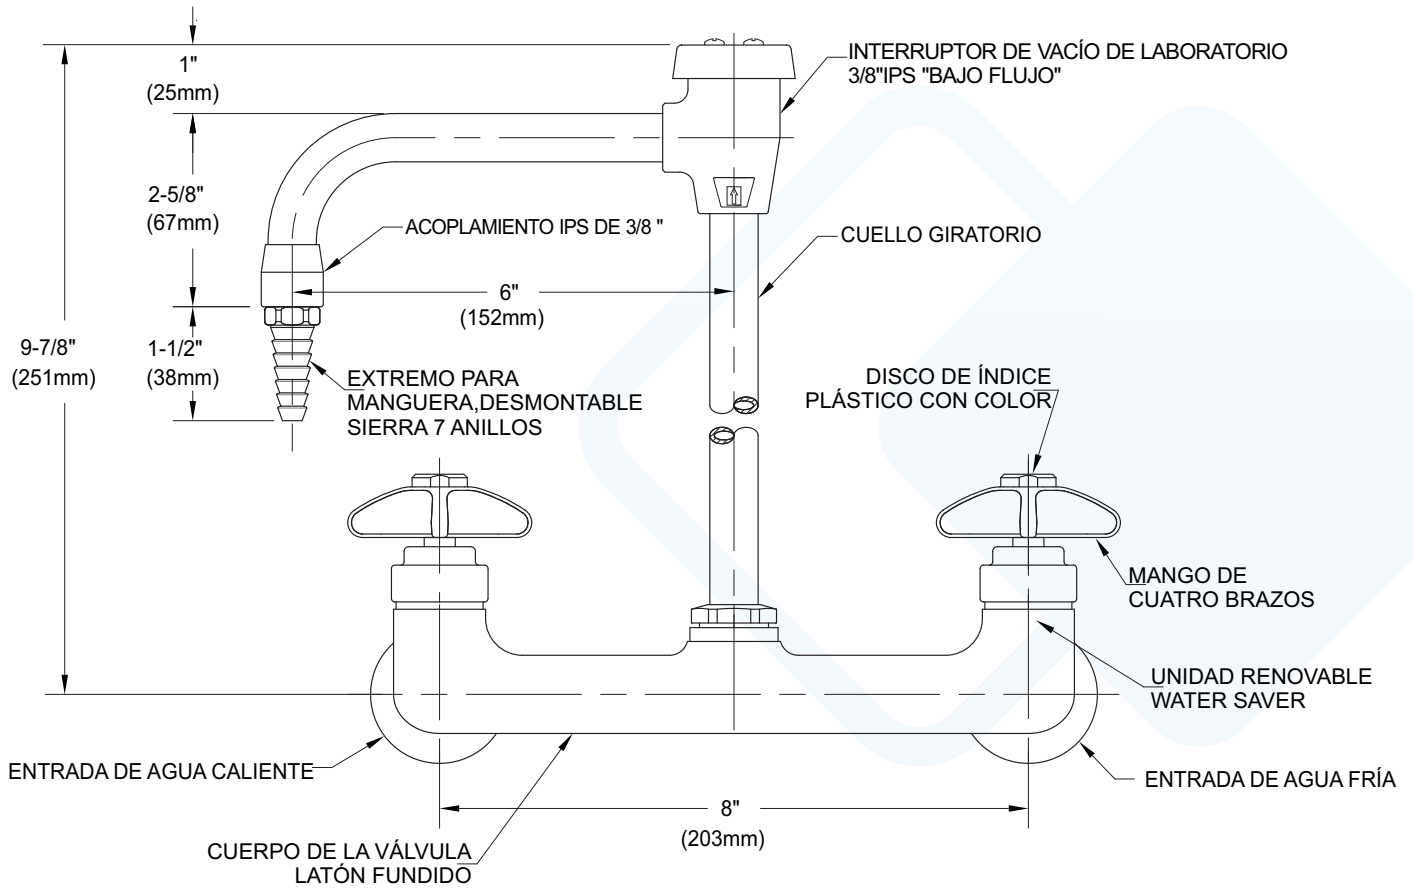 1"
(25mm)
INTERRUPTOR DE VACÍO DE LABORATORIO
3/8"IPS "BAJO FLUJO"
2-5/8"
(67mm)
ACOPLAMIENTO IPS DE 3/8 "
CUELLO GIRATORIO
6"
(152mm)
9-7/8"
(251mm)
1-1/2"
(38mm)
EXTREMO PARA
MANGUERA,DESMONTABLE
SIERRA 7 ANILLOS
DISCO DE ÍNDICE
PLÁSTICO CON COLOR
MANGO DE
CUATRO BRAZOS
UNIDAD RENOVABLE
WATER SAVER
ENTRADA DE AGUA CALIENTE
ENTRADA DE AGUA FRÍA
8"
(203mm)
CUERPO DE LA VÁLVULA
LATÓN FUNDIDO